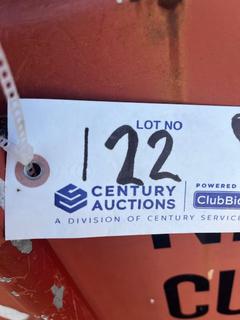 LOT NO
122
CENTURY
AUCTIONS
POWERED
ClubBid
A DIVISION OF CENTURY SERVIC
CU